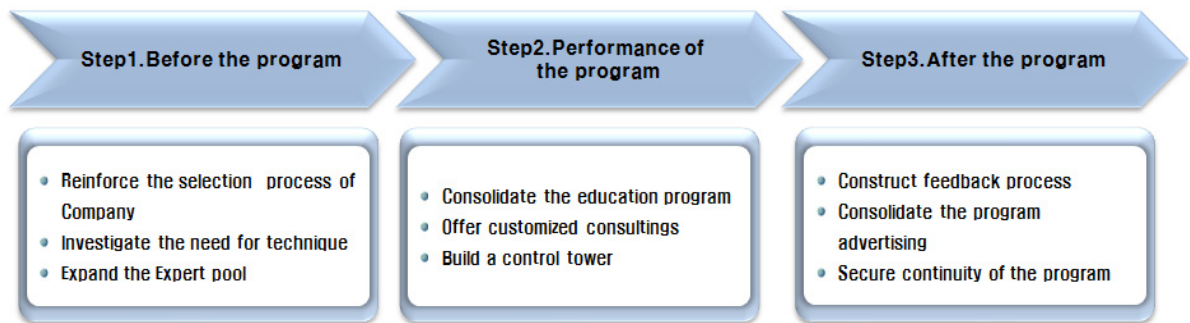 Step1.Before the program
Step2.Performance of
the program
Step3.After the program
Reinforce the selection process of
Company
Investigate the need for technique
Expand the Expert pool
Consolidate the education program
Offer customized consultings
Build a control tower
Construct feedback process
Consolidate the program
advertising
Secure continuity of the program